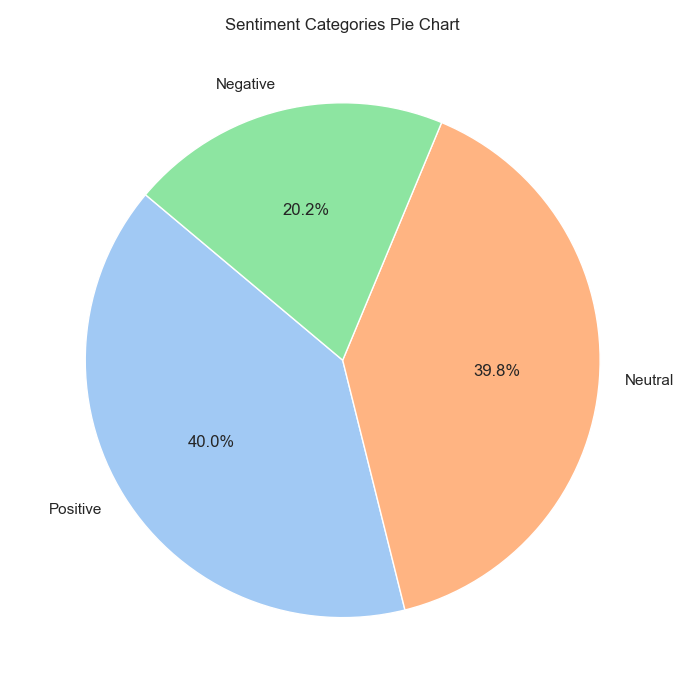 Sentiment Categories Pie Chart
Negative
20.2%
39.8%
Neutral
40.0%
Positive